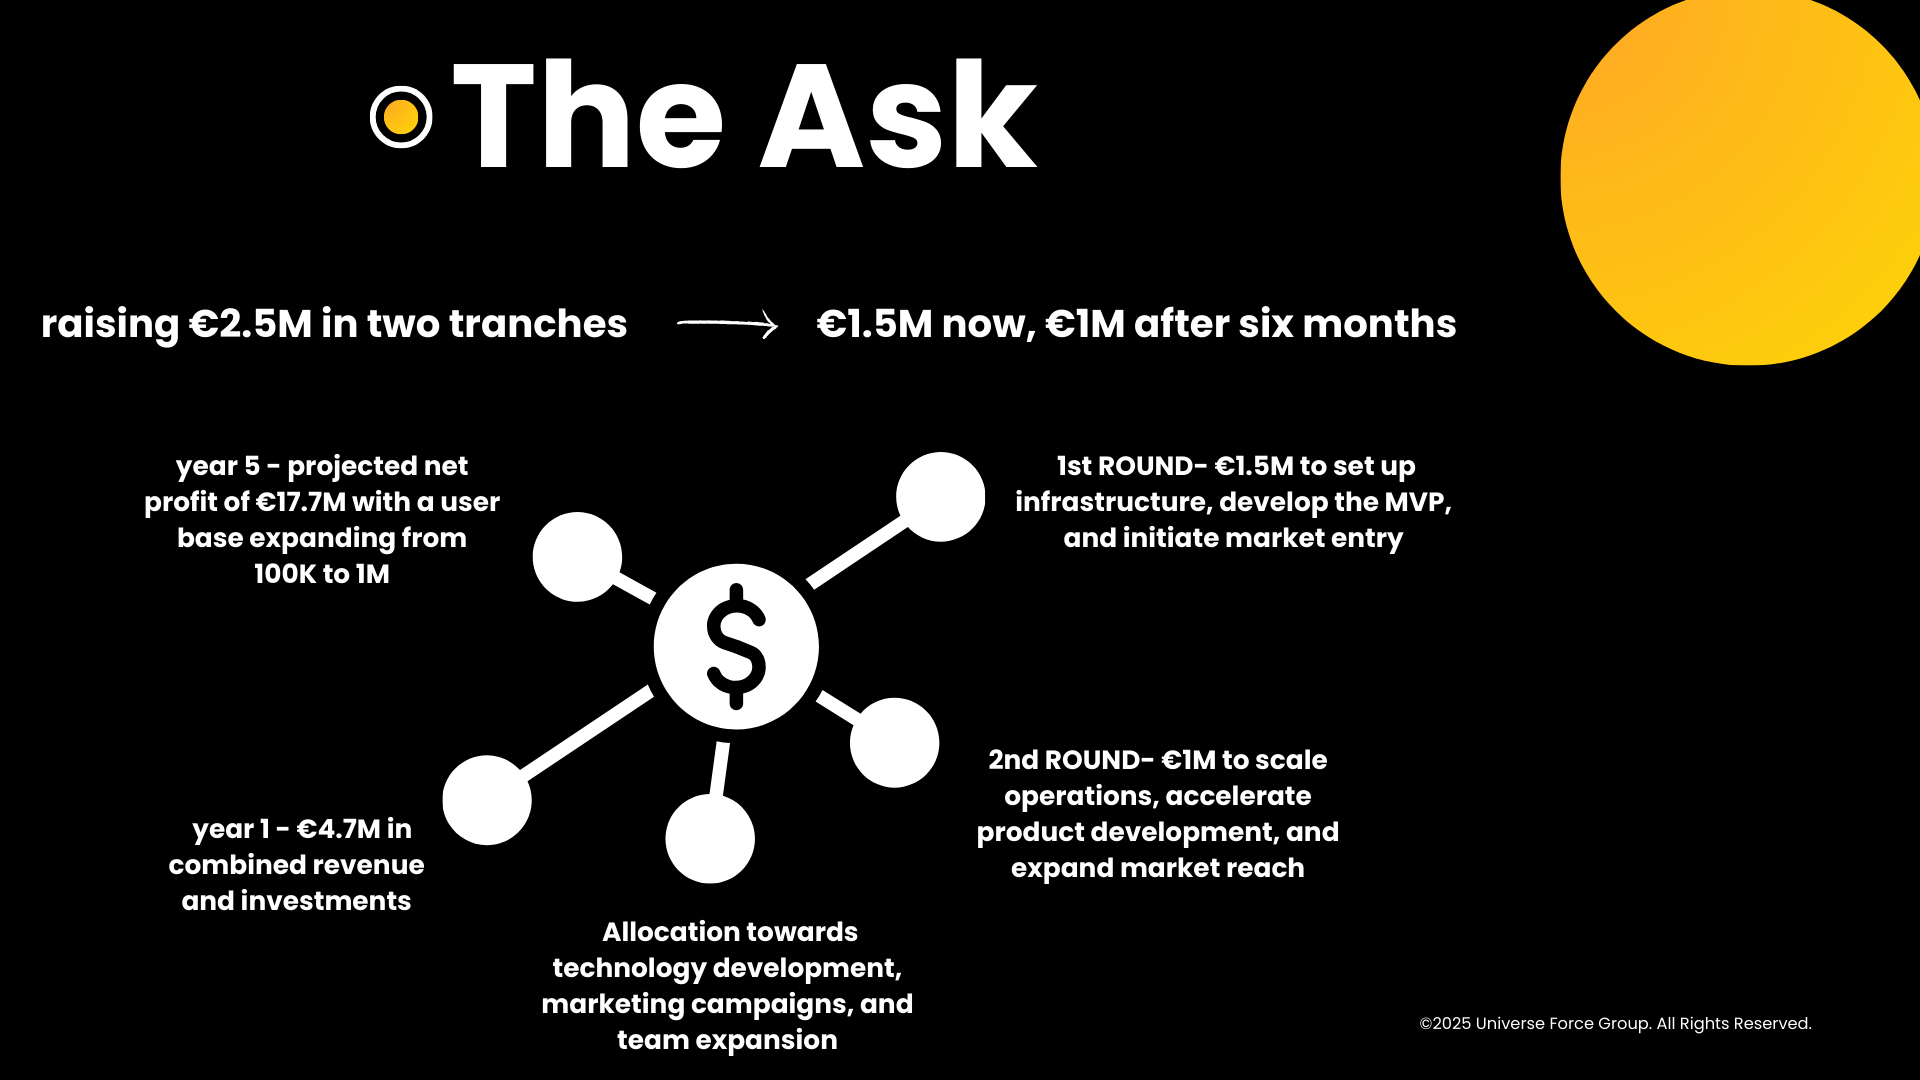 The Ask
raising €2.5M in two tranches
€1.5M now, €1M after six months
year 5 - projected net
profit of €17.7M with a user
base expanding from
100K to 1M
1st ROUND- €1.5M to set up
infrastructure, develop the MVP,
and initiate market entry
$
year 1 - €4.7M in
combined revenue
and investments
2nd ROUND- €1M to scale
operations, accelerate
product development, and
expand market reach
Allocation towards
technology development,
marketing campaigns, and
team expansion
©2025 Universe Force Group. All Rights Reserved.